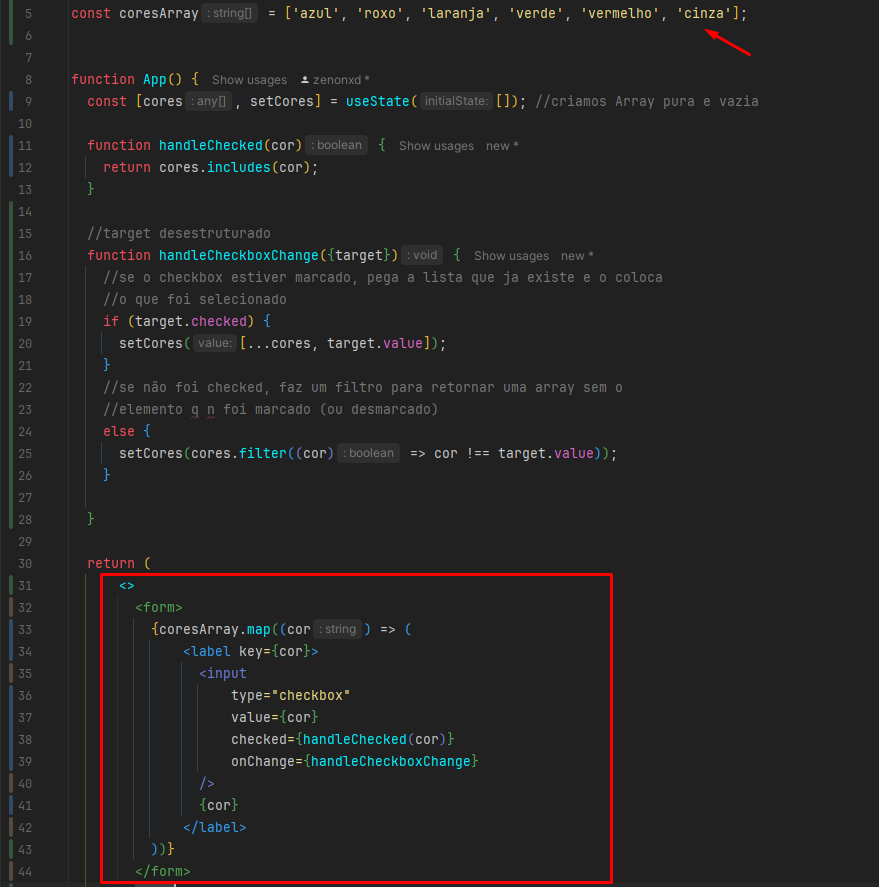 5 const coresArray : string[] = ['azul', 'roxo', 'laranja', 'verde', 'vermelho', 'cinza'];
6
7
8 function App() { Show usages zenonxd *
9 const [cores : any[] , setCores] = useState( initialState: []); //criamos Array pura e vazia
10
11 function handleChecked(cor) : boolean { Show usages new *
12 return cores.includes(cor);
13 }
14
15 //target desestruturado
16 function handleCheckboxChange({target}) : void { Show usages new *
17 //se o checkbox estiver marcado, pega a lista que ja existe e o coloca
18 //o que foi selecionado
19 if (target.checked) {
20 setCores( value: [...cores, target.value]);
21 }
22 //se não foi checked, faz um filtro para retornar uma array sem o
23 //elemento q n foi marcado (ou desmarcado)
24 else {
25 setCores(cores.filter((cor) : boolean => cor !== target.value));
26 }
27
28 }
29
30 return (
31 <>
32 <form>
33 {coresArray.map((cor : string ) => (
34 <label key={cor}>
35 <input
36 type="checkbox"
37 value={cor}
38 checked={handleChecked(cor)}
39 onChange={handleCheckboxChange}
40 />
41 {cor}
42 </label>
43 ))}
44 </form>